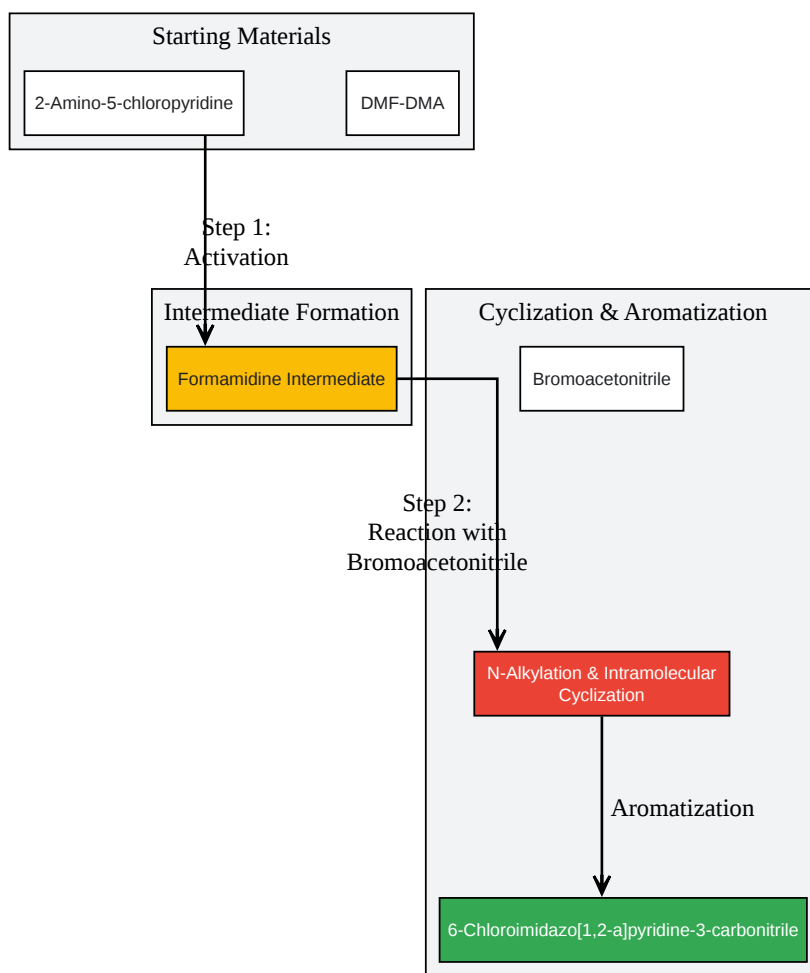 Starting Materials
2-Amino-5-chloropyridine
DMF-DMA
Step 1:
Activation
Intermediate Formation
Formamidine Intermediate
Cyclization & Aromatization
Bromoacetonitrile
Step 2:
Reaction with
Bromoacetonitrile
N-Alkylation & Intramolecular
Cyclization
Aromatization
6-Chloroimidazo[1,2-a]pyridine-3-carbonitrile